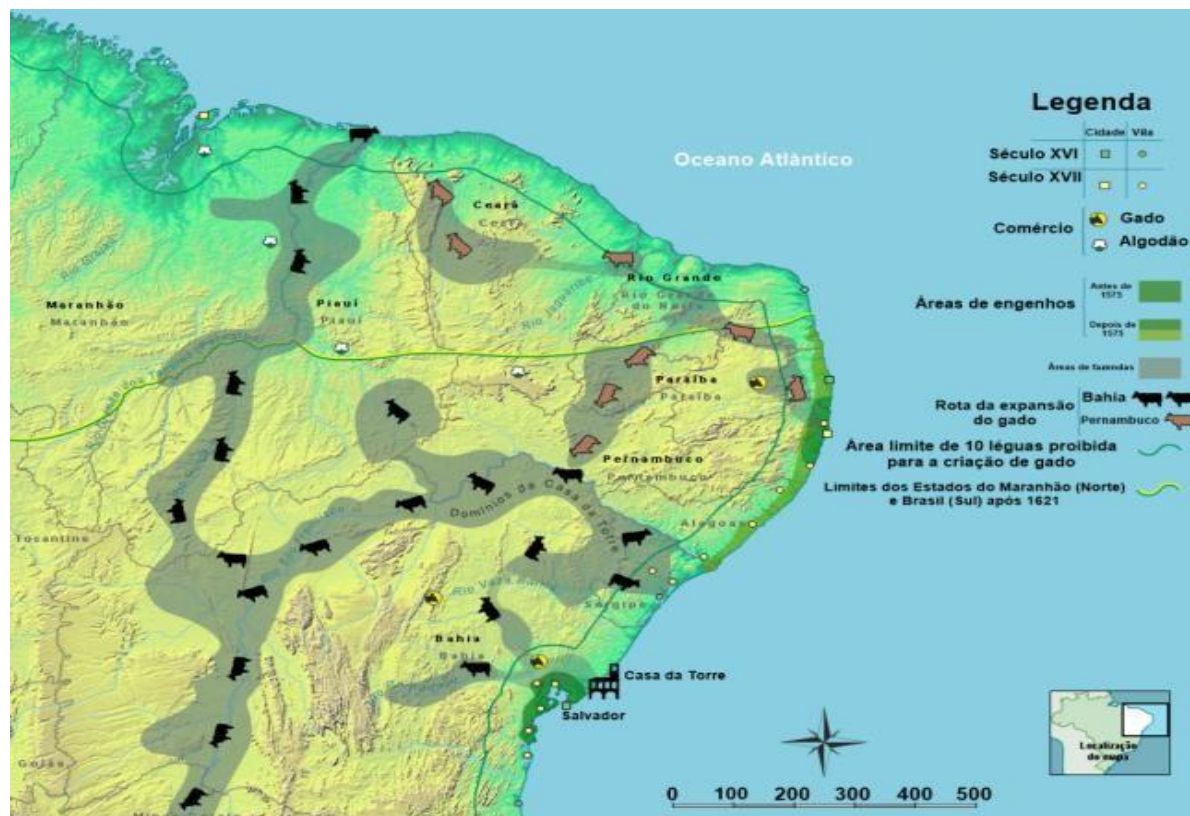 Legenda
Cidade Vila
Século XVI
Século XVII
Comércio
Gado
Algodão
Áreas de engenhos
Antes de
1575
Depois de
1575
Áreas de fazendas
Rota da expansão
do gado
Bahia
Pernambuco
Área limite de 10 léguas proibida
para a criação de gado
Limites dos Estados do Maranhão (Norte)
e Brasil (Sul) após 1621
Oceano Atlântico
Ceará
Ceará
Rio Grande
Rio Grande
do Norte
Rio Jaguaribe
Maranhão
Maranhão
Piauí
Piauí
Paraíba
Paraíba
Pernambuco
Pernambuco
Domínios da Casa da Torre
Alagoas
Tocantins
Rio Vaza
Sergipe
Bahia
Bahia
Casa da Torre
Salvador
Goiás
Localização
do mapa
0 100 200 300 400 500